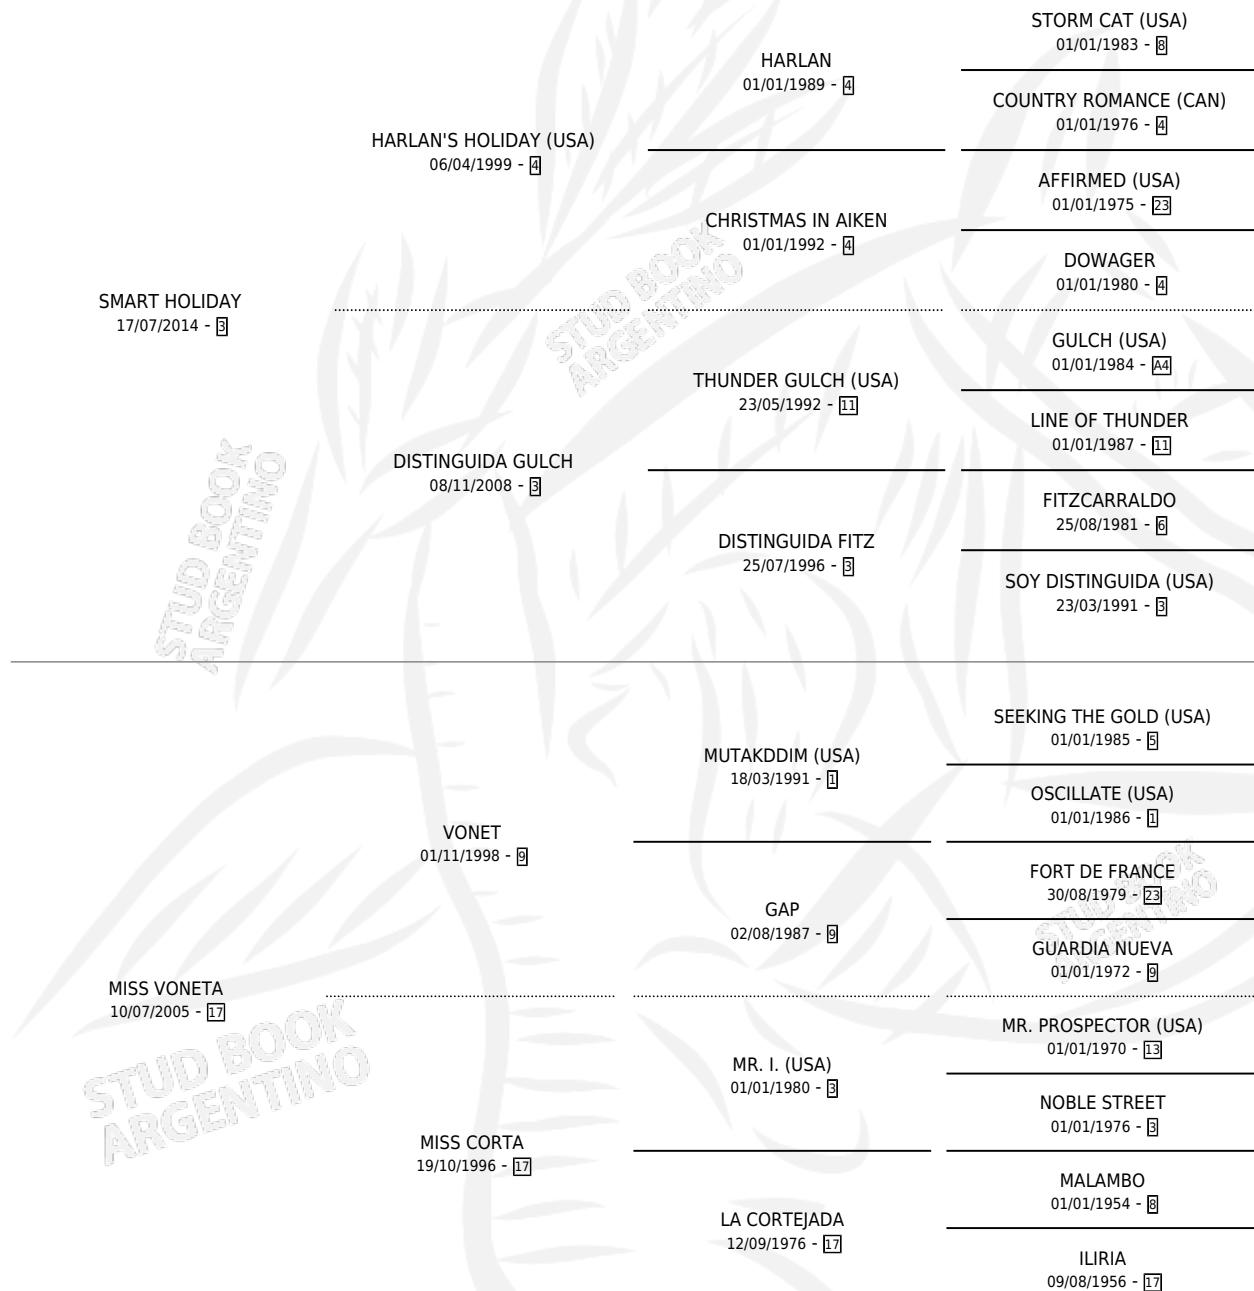 STORM CAT (USA)
01/01/1983 - 8
HARLAN
01/01/1989 - 4
COUNTRY ROMANCE (CAN)
01/01/1976 - 4
HARLAN'S HOLIDAY (USA)
06/04/1999 - 4
AFFIRMED (USA)
01/01/1975 - 23
CHRISTMAS IN AIKEN
01/01/1992 - 4
DOWAGER
01/01/1980 - 4
SMART HOLIDAY
17/07/2014 - 3
GULCH (USA)
01/01/1984 - A4
THUNDER GULCH (USA)
23/05/1992 - 11
LINE OF THUNDER
01/01/1987 - 11
DISTINGUIDA GULCH
08/11/2008 - 3
FITZCARRALDO
25/08/1981 - 6
DISTINGUIDA FITZ
25/07/1996 - 3
SOY DISTINGUIDA (USA)
23/03/1991 - 3
SEEKING THE GOLD (USA)
01/01/1985 - 5
MUTAKDDIM (USA)
18/03/1991 - 1
OSCILLATE (USA)
01/01/1986 - 1
VONET
01/11/1998 - 9
FORT DE FRANCE
30/08/1979 - 23
GAP
02/08/1987 - 9
GUARDIA NUEVA
01/01/1972 - 9
MISS VONETA
10/07/2005 - 17
MR. PROSPECTOR (USA)
01/01/1970 - 13
MR. I. (USA)
01/01/1980 - 3
NOBLE STREET
01/01/1976 - 3
MISS CORTA
19/10/1996 - 17
MALAMBO
01/01/1954 - 8
LA CORTEJADA
12/09/1976 - 17
ILIRIA
09/08/1956 - 17
STUD BOOK
ARGENTINO
STUD BOOK
ARGENTINO
STUD BOOK
ARGENTINO
STUD BOOK
ARGENTINO